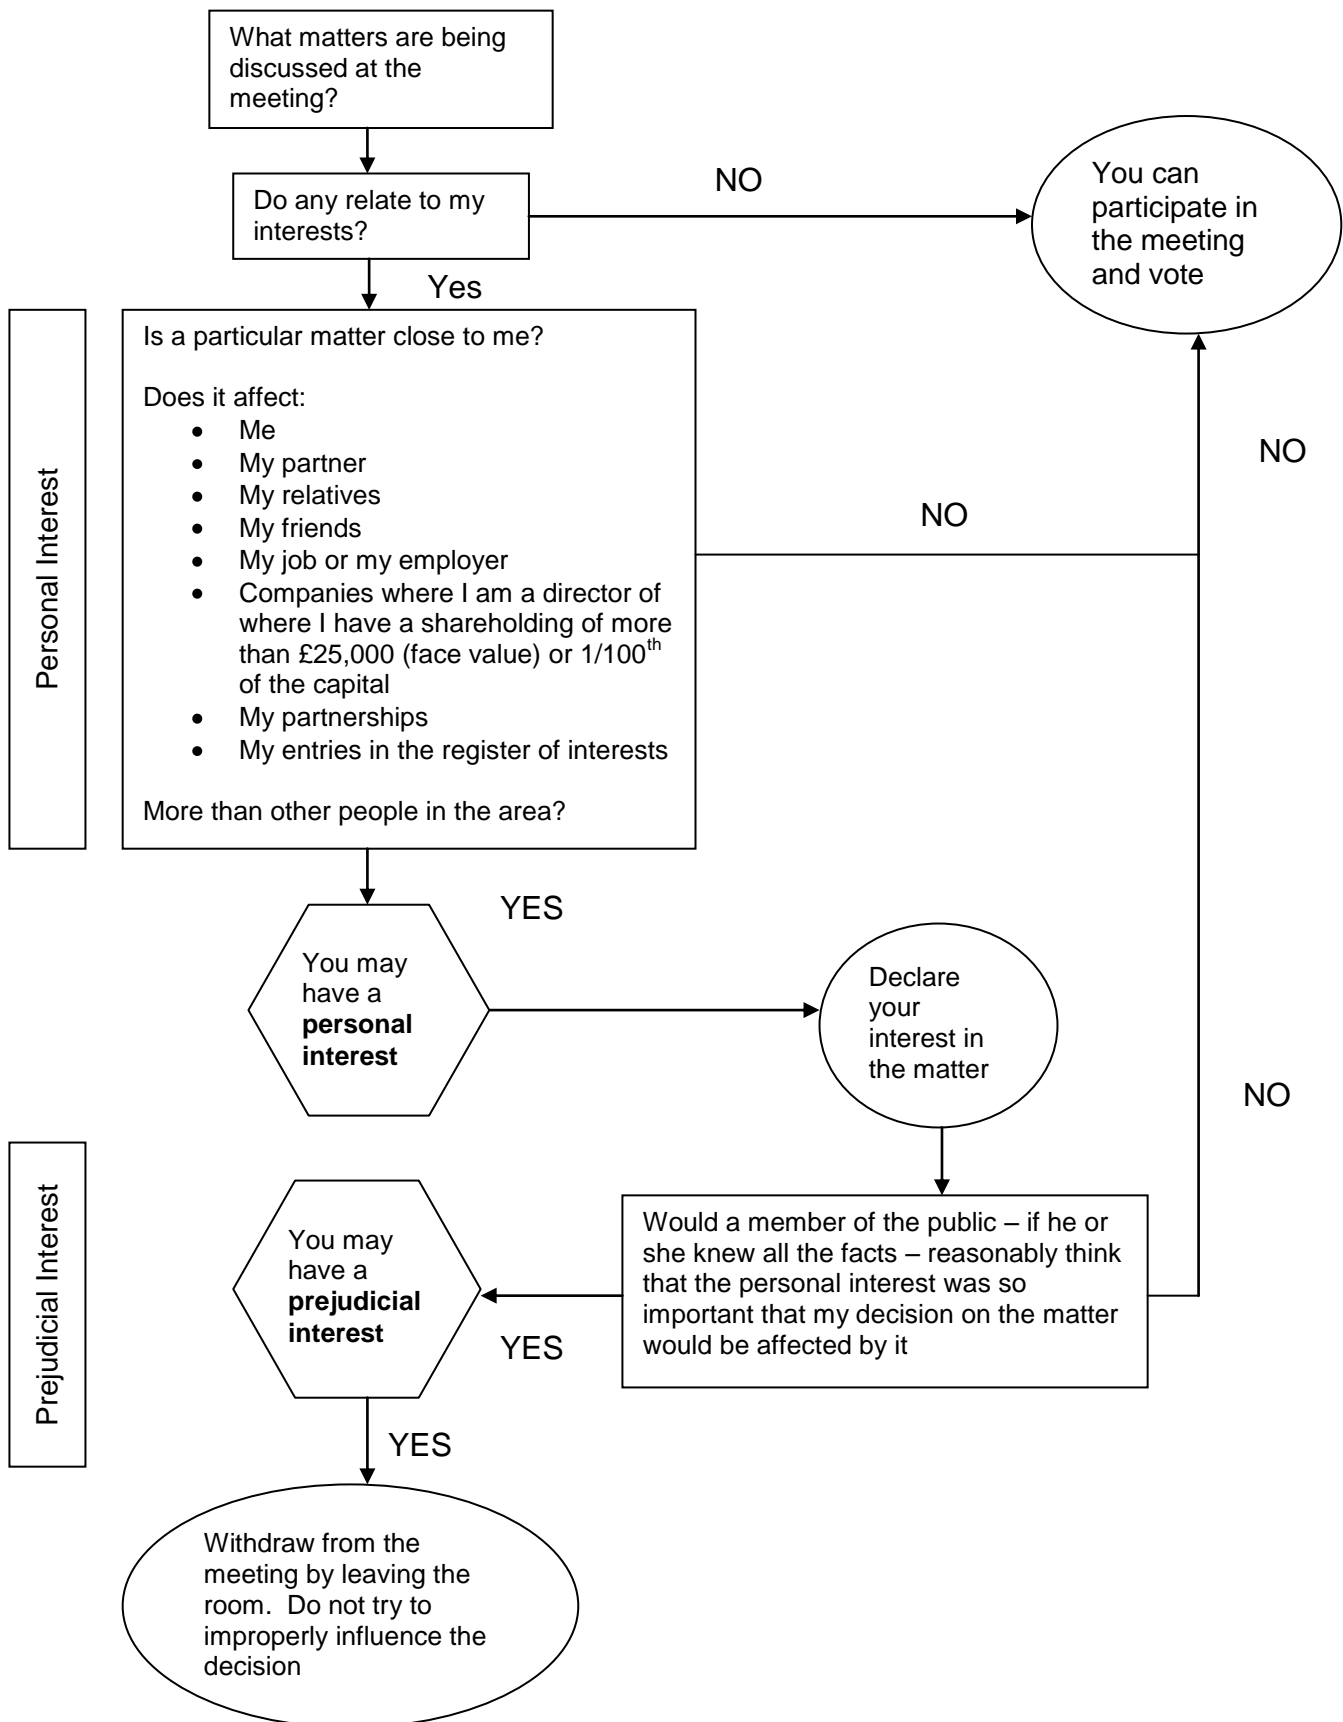 What matters are being
discussed at the
meeting?
Do any relate to my
interests?
NO
You can
participate in
the meeting
and vote
Yes
Personal Interest
Is a particular matter close to me?
Does it affect:
• Me
• My partner
• My relatives
• My friends
• My job or my employer
• Companies where I am a director of
where I have a shareholding of more
than £25,000 (face value) or 1/100th
of the capital
• My partnerships
• My entries in the register of interests
More than other people in the area?
NO
NO
YES
You may
have a
personal
interest
Declare
your
interest in
the matter
NO
Prejudicial Interest
Would a member of the public – if he or
she knew all the facts – reasonably think
that the personal interest was so
important that my decision on the matter
would be affected by it
YES
You may
have a
prejudicial
interest
YES
Withdraw from the
meeting by leaving the
room.  Do not try to
improperly influence the
decision